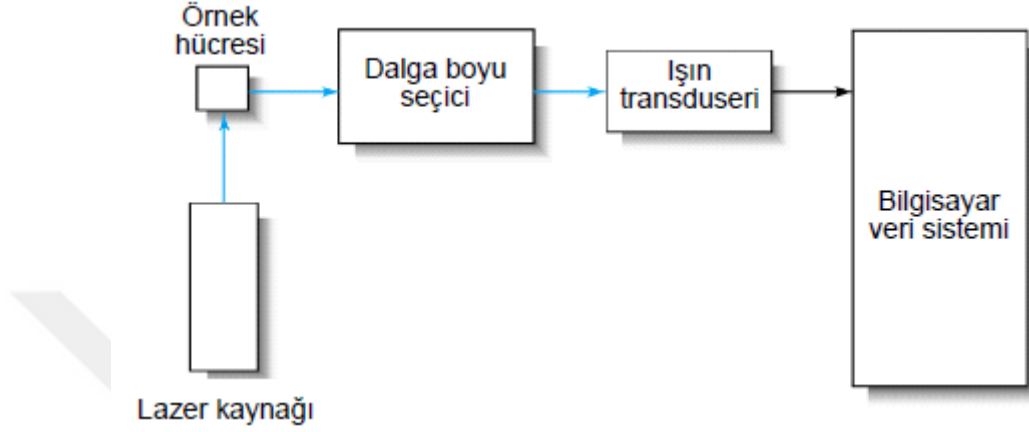 Örnek
hücresi
Dalga boyu
seçici
Işın
transduseri
Bilgisayar
veri sistemi
Lazer kaynağı